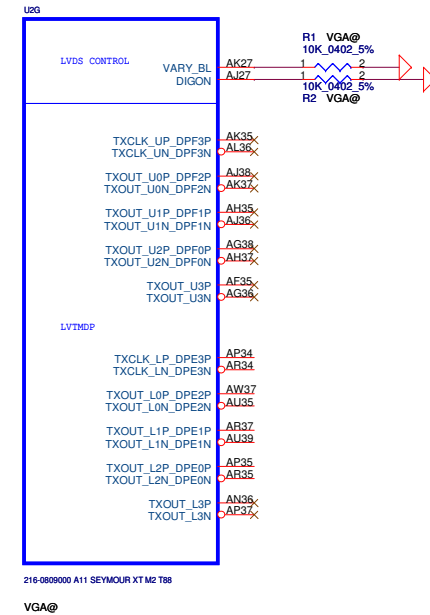 U2G
LVDS CONTROL
R1 VGA@
10K_0402_5%
VARY_BL AK27 1 2
DIGON AJ27 1 2
10K_0402_5%
R2 VGA@
TXCLK_UP_DPF3P AK35
TXCLK_UN_DPF3N AL36
TXOUT_U0P_DPF2P AJ38
TXOUT_U0N_DPF2N AK37
TXOUT_U1P_DPF1P AH35
TXOUT_U1N_DPF1N AJ36
TXOUT_U2P_DPF0P AG38
TXOUT_U2N_DPF0N AH37
TXOUT_U3P AF35
TXOUT_U3N AG36
LVTMDP
TXCLK_LP_DPE3P AP34
TXCLK_LN_DPE3N AR34
TXOUT_L0P_DPE2P AW37
TXOUT_L0N_DPE2N AU35
TXOUT_L1P_DPE1P AR37
TXOUT_L1N_DPE1N AU39
TXOUT_L2P_DPE0P AP35
TXOUT_L2N_DPE0N AR35
TXOUT_L3P AN36
TXOUT_L3N AP37
216-0809000 A11 SEYMOUR XT M2 T88
VGA@